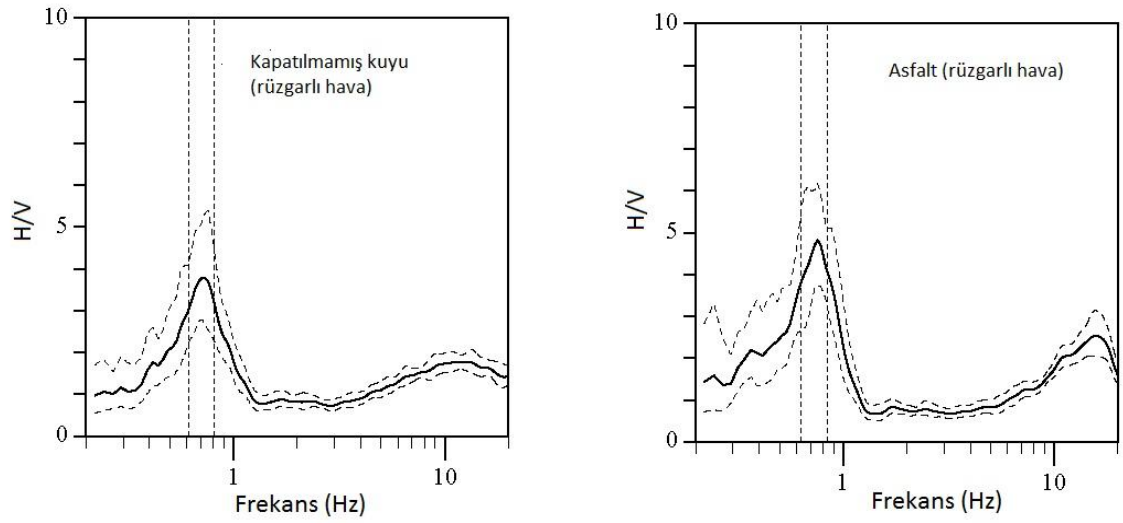 10
Kapatılmamış kuyu
(rüzgarlı hava)
H/V
5
0
1
10
Frekans (Hz)
10
Asfalt (rüzgarlı hava)
H/V
5
0
1
10
Frekans (Hz)